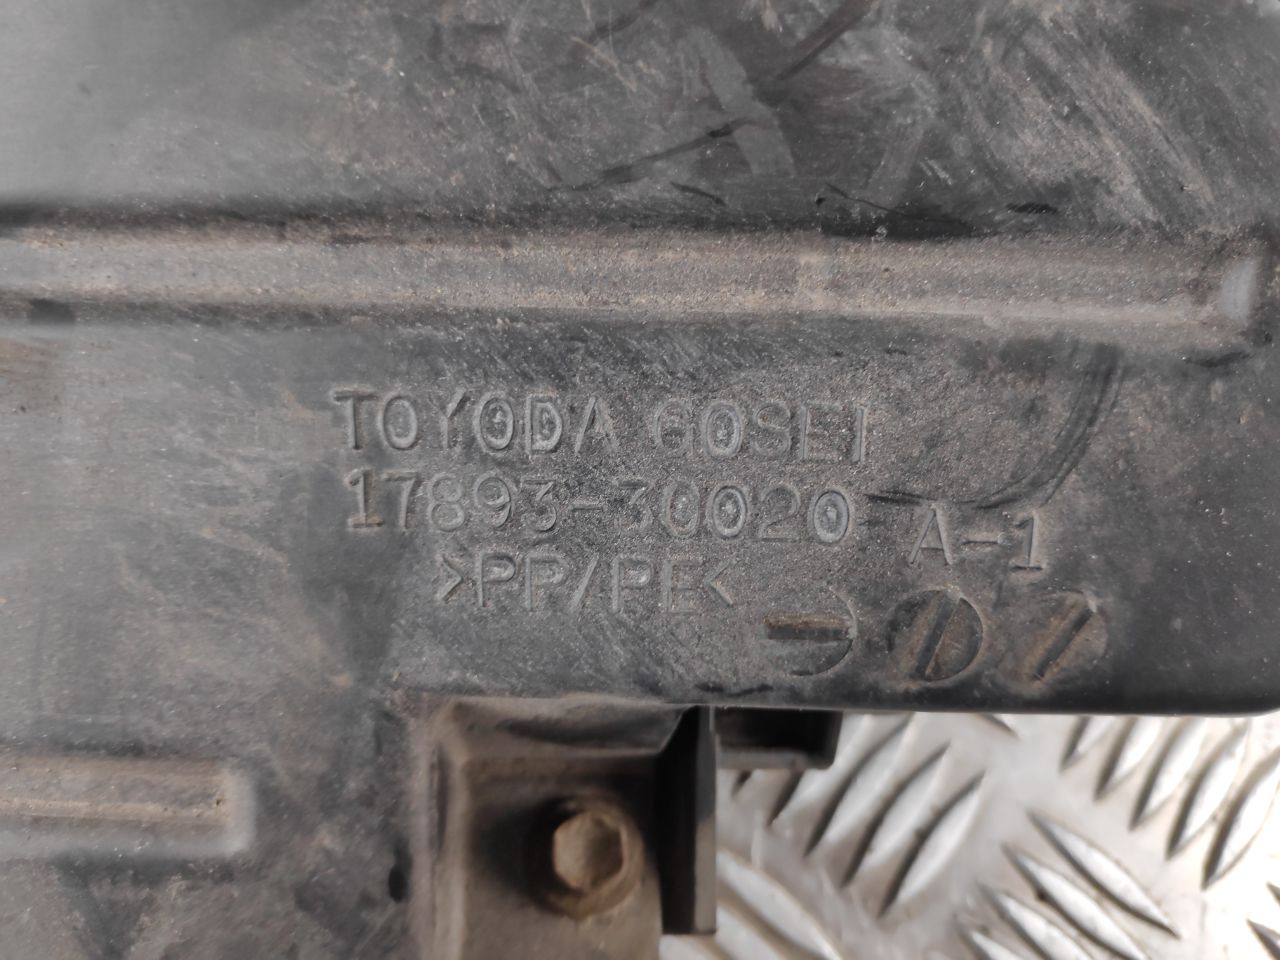 TOYODA GOSEI
17893-30020 A-1
>PP/PE<